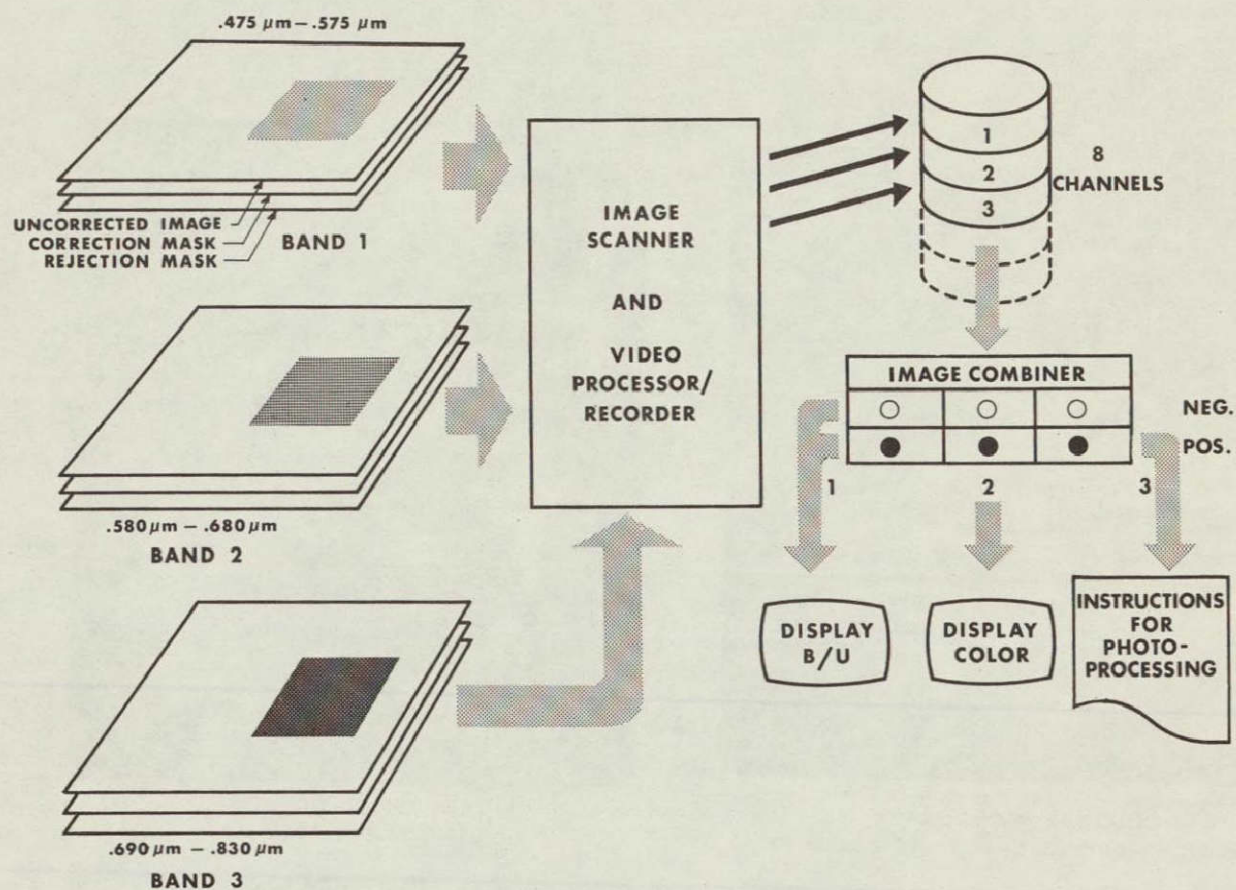 .475 μm – .575 μm
UNCORRECTED IMAGE
CORRECTION MASK
REJECTION MASK
BAND 1
.580 μm – .680 μm
BAND 2
.690 μm – .830 μm
BAND 3
IMAGE
SCANNER
AND
VIDEO
PROCESSOR/
RECORDER
1
2
3
8
CHANNELS
IMAGE COMBINER
NEG.
POS.
1
2
3
DISPLAY
B/U
DISPLAY
COLOR
INSTRUCTIONS
FOR
PHOTO-
PROCESSING